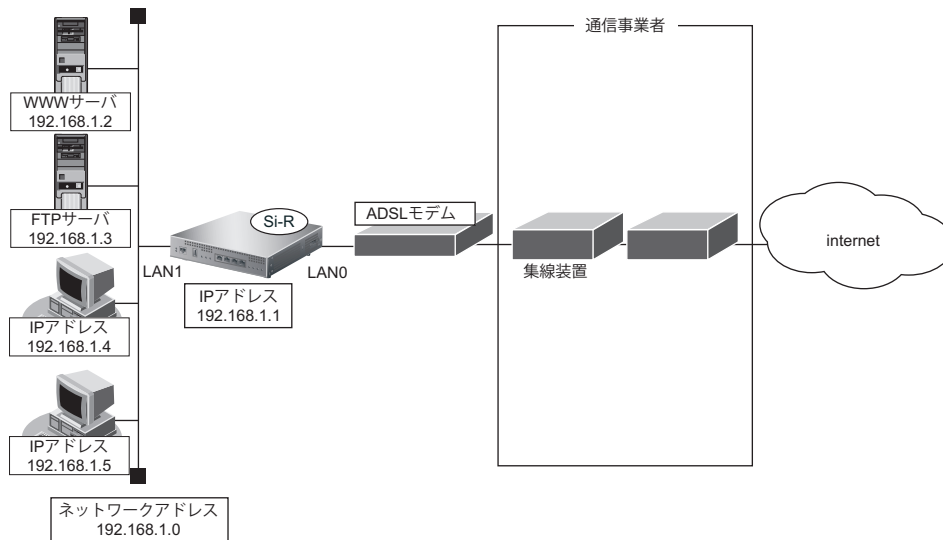 通信事業者
WWWサーバ
192.168.1.2
FTPサーバ
192.168.1.3
Si-R
ADSLモデム
internet
LAN1
LAN0
集線装置
IPアドレス
192.168.1.1
IPアドレス
192.168.1.4
IPアドレス
192.168.1.5
ネットワークアドレス
192.168.1.0